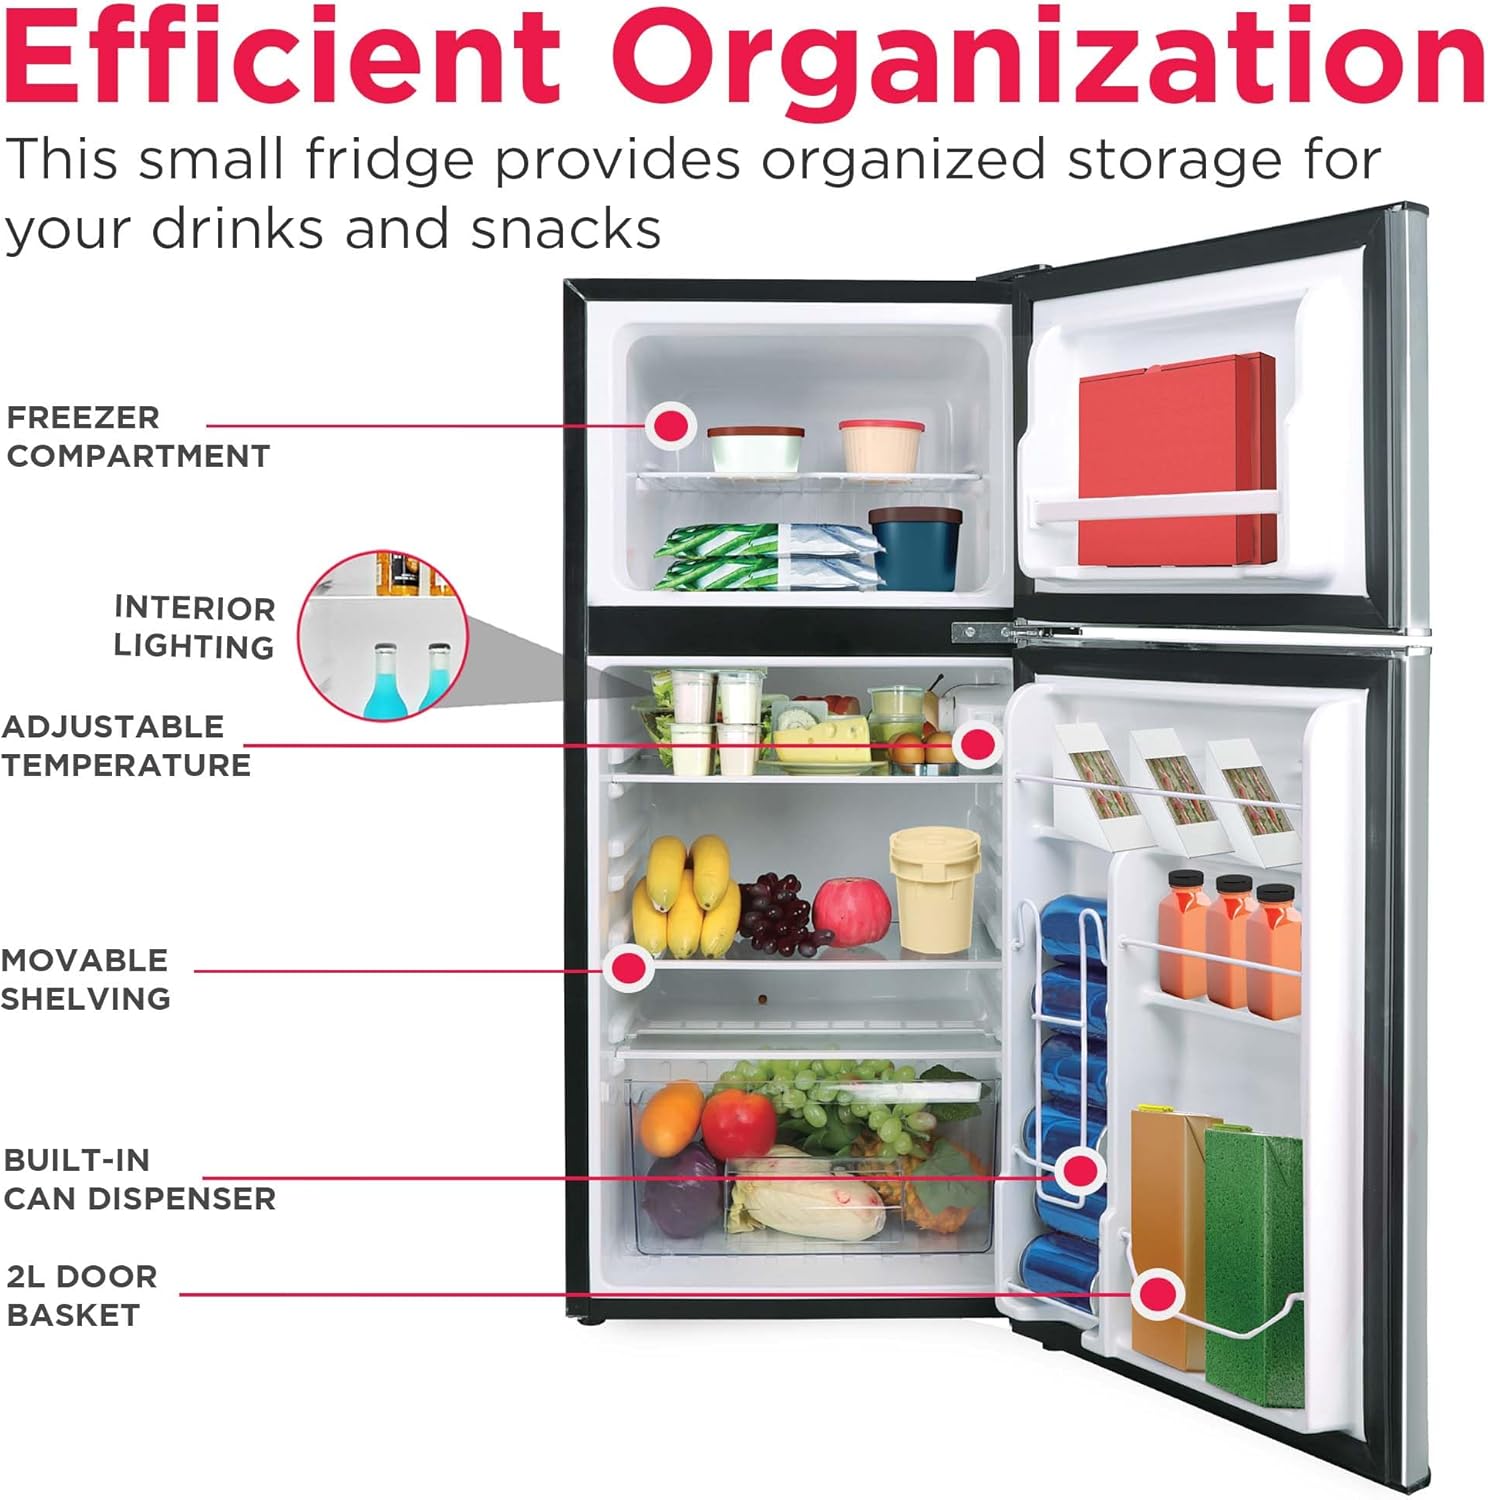 Efficient Organization
This small fridge provides organized storage for
your drinks and snacks
FREEZER
COMPARTMENT
INTERIOR
LIGHTING
ADJUSTABLE
TEMPERATURE
MOVABLE
SHELVING
BUILT-IN
CAN DISPENSER
2L DOOR
BASKET